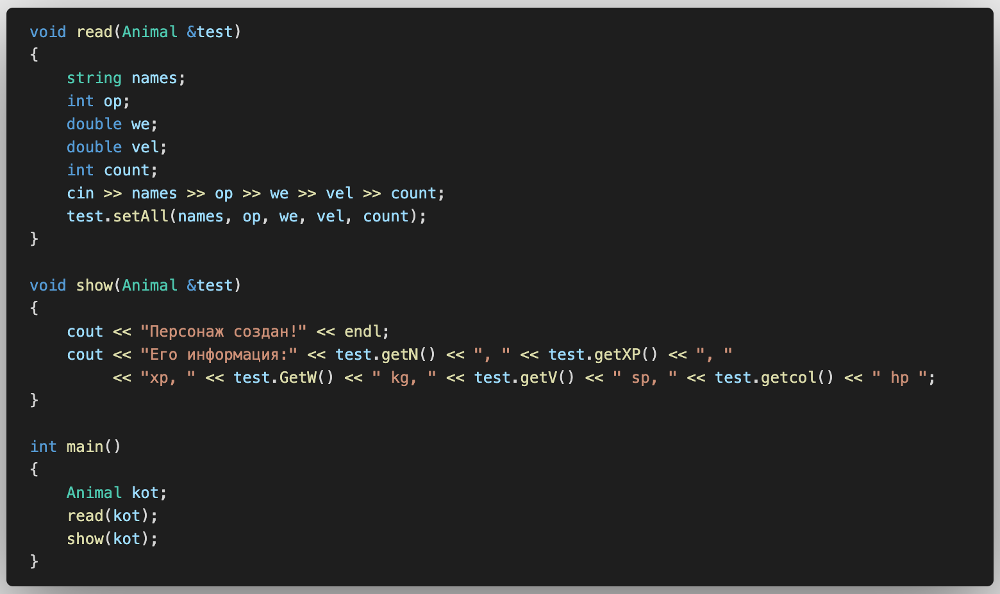 void read(Animal &test)
{
    string names;
    int op;
    double we;
    double vel;
    int count;
    cin >> names >> op >> we >> vel >> count;
    test.setAll(names, op, we, vel, count);
}

void show(Animal &test)
{
    cout << "Персонаж создан!" << endl;
    cout << "Его информация:" << test.getN() << ", " << test.getXP() << ", "
         << "xp, " << test.GetW() << " kg, " << test.getV() << " sp, " << test.getcol() << " hp ";
}

int main()
{
    Animal kot;
    read(kot);
    show(kot);
}